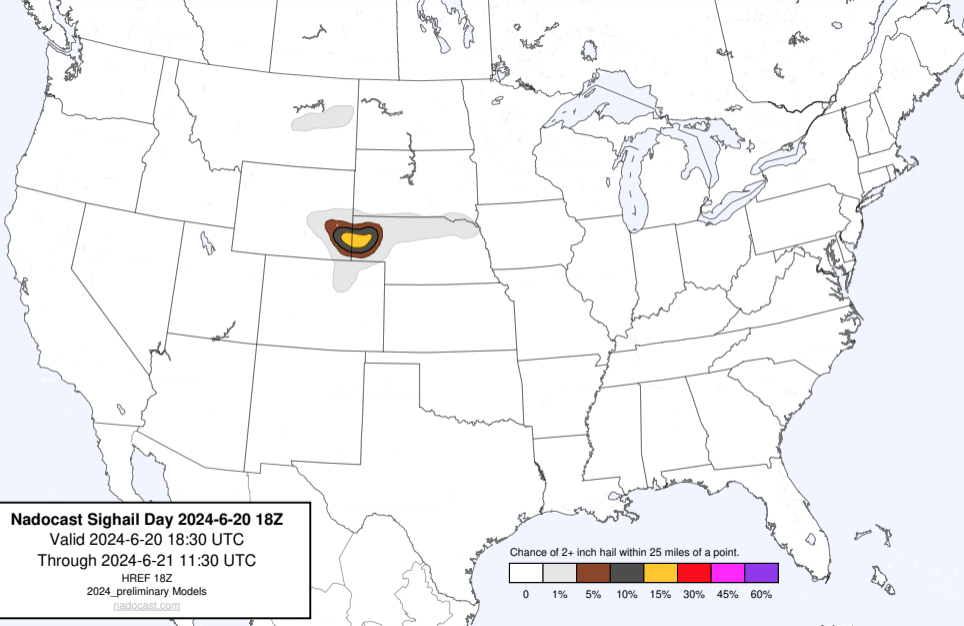 Nadocast Sighail Day 2024-6-20 18Z
Valid 2024-6-20 18:30 UTC
Through 2024-6-21 11:30 UTC
HREF 18Z
2024_preliminary Models
nadocast.com
Chance of 2+ inch hail within 25 miles of a point.
0 1% 5% 10% 15% 30% 45% 60%